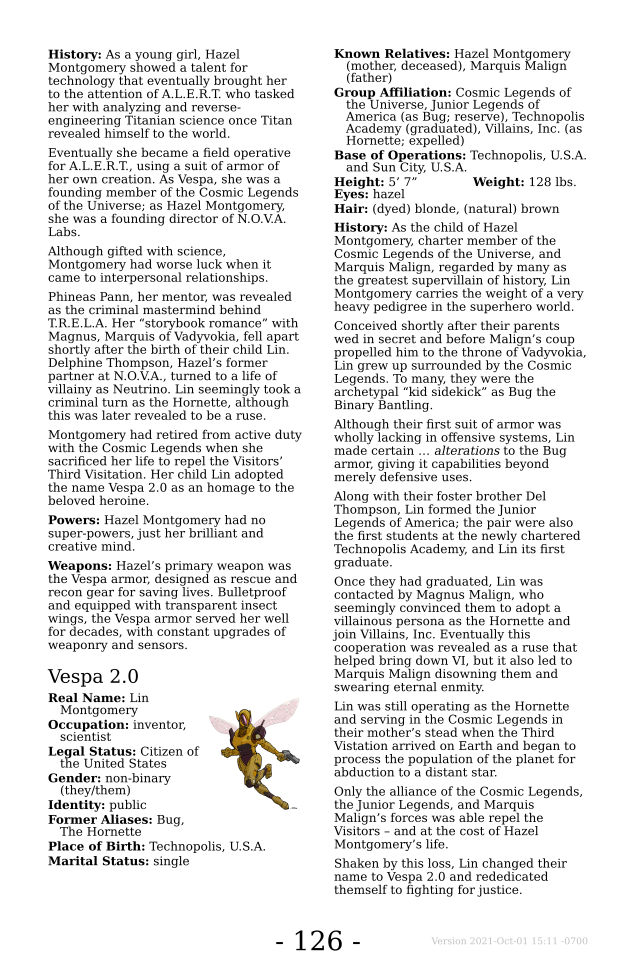 History: As a young girl, Hazel
Montgomery showed a talent for
technology that eventually brought her
to the attention of A.L.E.R.T. who tasked
her with analyzing and reverse-
engineering Titanian science once Titan
revealed himself to the world.
Eventually she became a field operative
for A.L.E.R.T., using a suit of armor of
her own creation. As Vespa, she was a
founding member of the Cosmic Legends
of the Universe; as Hazel Montgomery,
she was a founding director of N.O.V.A.
Labs.
Although gifted with science,
Montgomery had worse luck when it
came to interpersonal relationships.
Phineas Pann, her mentor, was revealed
as the criminal mastermind behind
T.R.E.L.A. Her “storybook romance” with
Magnus, Marquis of Vadyvokia, fell apart
shortly after the birth of their child Lin.
Delphine Thompson, Hazel’s former
partner at N.O.V.A., turned to a life of
villainy as Neutrino. Lin seemingly took a
criminal turn as the Hornette, although
this was later revealed to be a ruse.
Montgomery had retired from active duty
with the Cosmic Legends when she
sacrificed her life to repel the Visitors’
Third Visitation. Her child Lin adopted
the name Vespa 2.0 as an homage to the
beloved heroine.
Powers: Hazel Montgomery had no
super-powers, just her brilliant and
creative mind.
Weapons: Hazel’s primary weapon was
the Vespa armor, designed as rescue and
recon gear for saving lives. Bulletproof
and equipped with transparent insect
wings, the Vespa armor served her well
for decades, with constant upgrades of
weaponry and sensors.
Vespa 2.0
Real Name: Lin
Montgomery
Occupation: inventor,
scientist
Legal Status: Citizen of
the United States
Gender: non-binary
(they/them)
Identity: public
Former Aliases: Bug,
The Hornette
Place of Birth: Technopolis, U.S.A.
Marital Status: single
Known Relatives: Hazel Montgomery
(mother, deceased), Marquis Malign
(father)
Group Affiliation: Cosmic Legends of
the Universe, Junior Legends of
America (as Bug; reserve), Technopolis
Academy (graduated), Villains, Inc. (as
Hornette; expelled)
Base of Operations: Technopolis, U.S.A.
and Sun City, U.S.A.
Height: 5’ 7” Weight: 128 lbs.
Eyes: hazel
Hair: (dyed) blonde, (natural) brown
History: As the child of Hazel
Montgomery, charter member of the
Cosmic Legends of the Universe, and
Marquis Malign, regarded by many as
the greatest supervillain of history, Lin
Montgomery carries the weight of a very
heavy pedigree in the superhero world.
Conceived shortly after their parents
wed in secret and before Malign’s coup
propelled him to the throne of Vadyvokia,
Lin grew up surrounded by the Cosmic
Legends. To many, they were the
archetypal “kid sidekick” as Bug the
Binary Bantling.
Although their first suit of armor was
wholly lacking in offensive systems, Lin
made certain … alterations to the Bug
armor, giving it capabilities beyond
merely defensive uses.
Along with their foster brother Del
Thompson, Lin formed the Junior
Legends of America; the pair were also
the first students at the newly chartered
Technopolis Academy, and Lin its first
graduate.
Once they had graduated, Lin was
contacted by Magnus Malign, who
seemingly convinced them to adopt a
villainous persona as the Hornette and
join Villains, Inc. Eventually this
cooperation was revealed as a ruse that
helped bring down VI, but it also led to
Marquis Malign disowning them and
swearing eternal enmity.
Lin was still operating as the Hornette
and serving in the Cosmic Legends in
their mother’s stead when the Third
Vistation arrived on Earth and began to
process the population of the planet for
abduction to a distant star.
Only the alliance of the Cosmic Legends,
the Junior Legends, and Marquis
Malign’s forces was able repel the
Visitors – and at the cost of Hazel
Montgomery’s life.
Shaken by this loss, Lin changed their
name to Vespa 2.0 and rededicated
themself to fighting for justice.
- 126 -
Version 2021-Oct-01 15:11 -0700